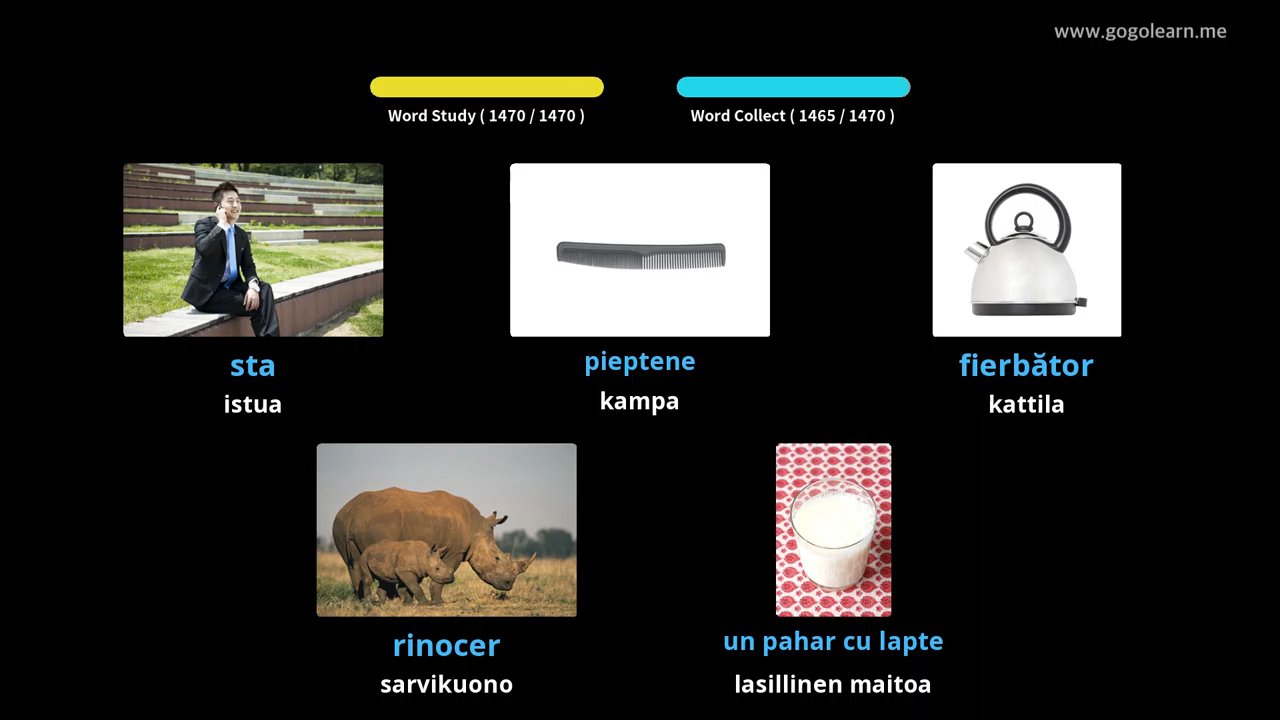 www.gogolearn.me
Word Study ( 1470 / 1470 )
Word Collect ( 1465 / 1470 )
sta
istua
pieptene
kampa
fierbător
kattila
rinocer
sarvikuono
un pahar cu lapte
lasillinen maitoa